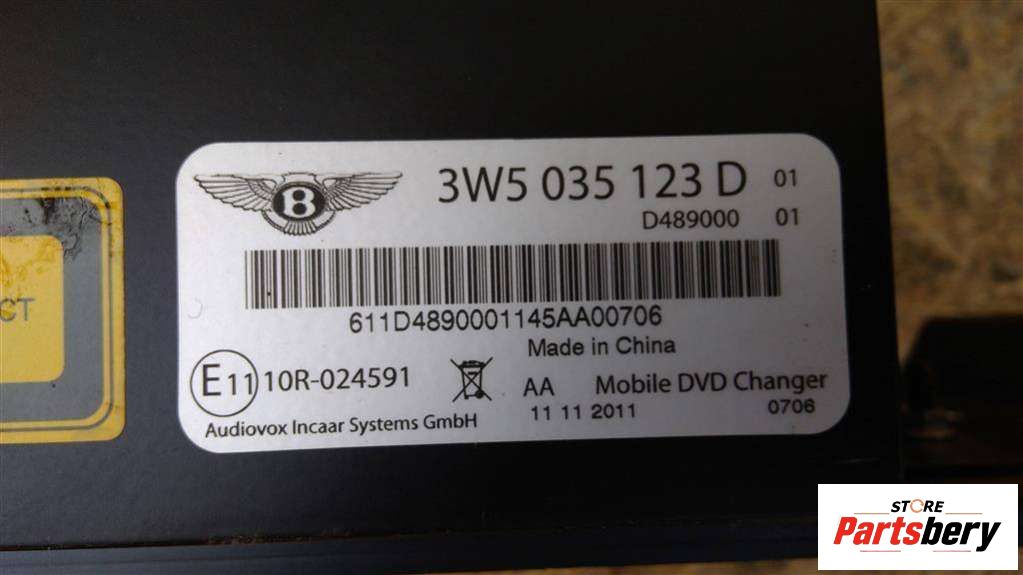 B
3W5 035 123 D 01
D489000 01
611D4890001145AA00706
Made in China
E11 10R-024591
AA Mobile DVD Changer
11 11 2011 0706
Audiovox Incaar Systems GmbH
CT
STORE
Partsbery